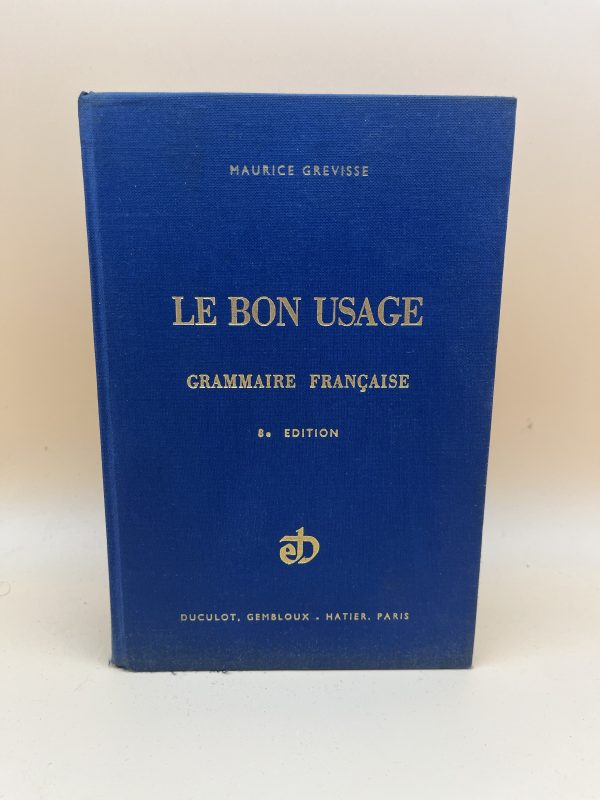 MAURICE GREVISSE
LE BON USAGE
GRAMMAIRE FRANÇAISE
8e EDITION
DUCULOT, GEMBLOUX - HATIER, PARIS